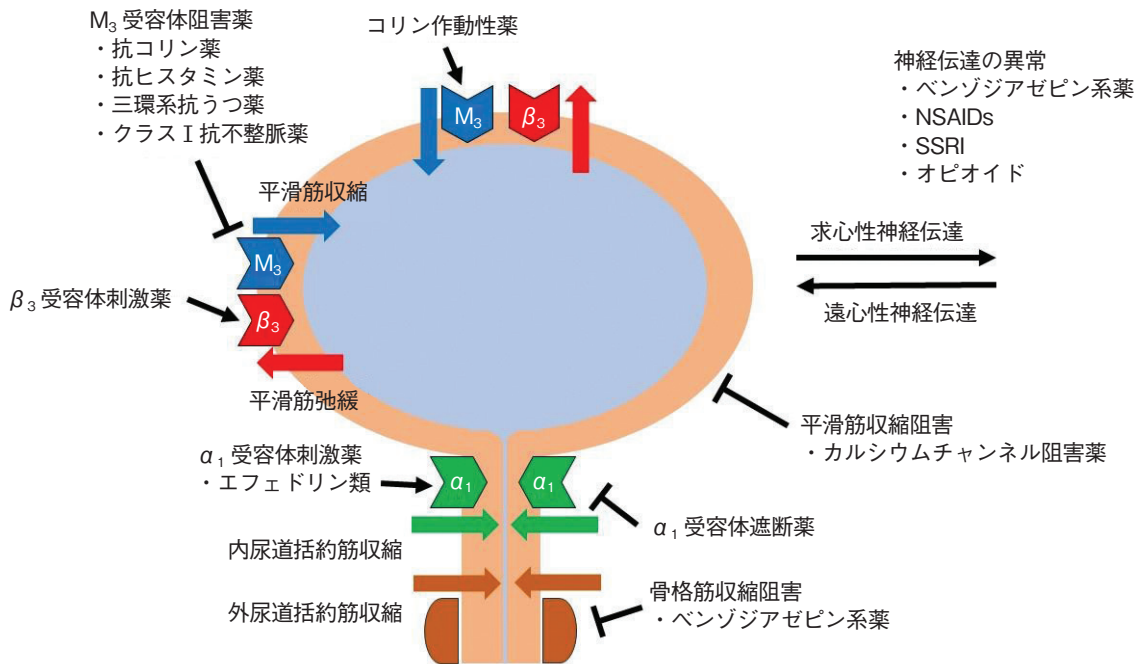 M₃ 受容体阻害薬
・抗コリン薬
・抗ヒスタミン薬
・三環系抗うつ薬
・クラスⅠ抗不整脈薬
コリン作動性薬
神経伝達の異常
・ベンゾジアゼピン系薬
・NSAIDs
・SSRI
・オピオイド
M₃
β₃
平滑筋収縮
M₃
β₃ 受容体刺激薬
β₃
平滑筋弛緩
求心性神経伝達
遠心性神経伝達
平滑筋収縮阻害
・カルシウムチャンネル阻害薬
α₁ 受容体刺激薬
・エフェドリン類
α₁
α₁
α₁ 受容体遮断薬
内尿道括約筋収縮
外尿道括約筋収縮
骨格筋収縮阻害
・ベンゾジアゼピン系薬